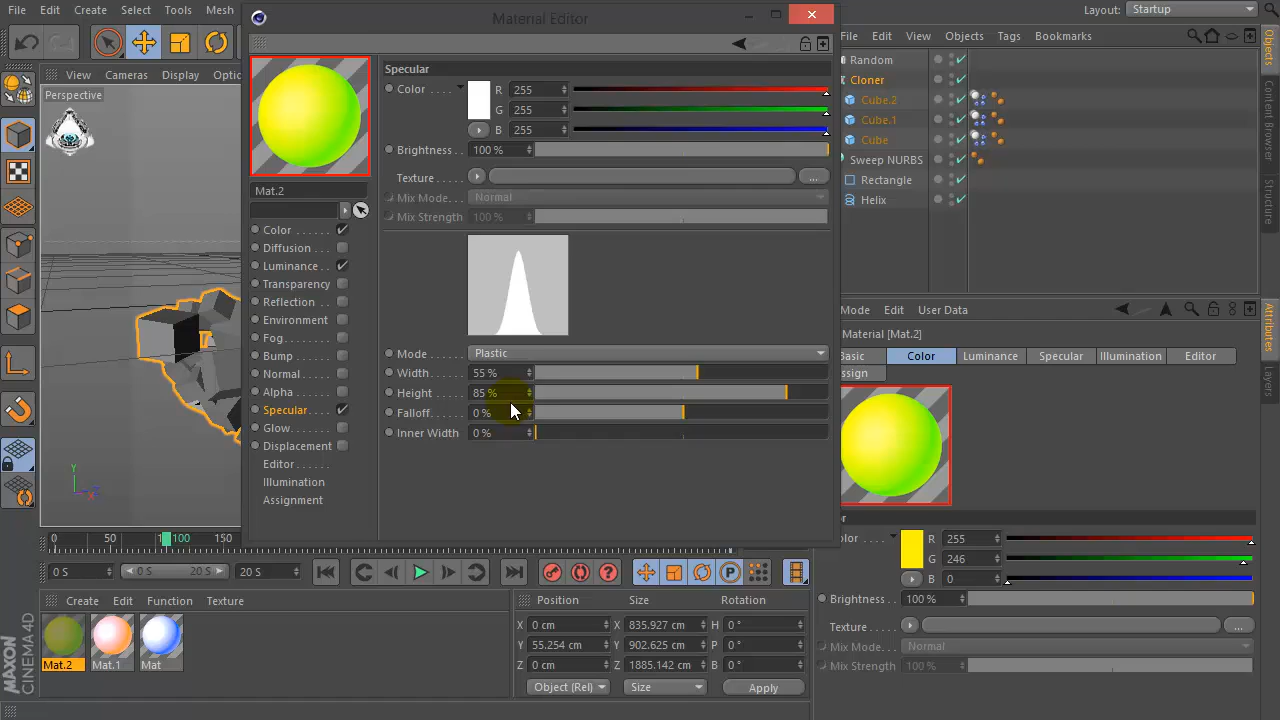 File Edit Create Select Tools Mesh
Material Editor
Layout: Startup
View Cameras Display Optio
Perspective
Mat.2
Color
Diffusion
Luminance
Transparency
Reflection
Environment
Fog
Bump
Normal
Alpha
Specular
Glow
Displacement
Editor
Illumination
Assignment
Specular
Color R 255
G 255
B 255
Brightness 100 %
Texture ...
Mix Mode Normal
Mix Strength 100 %
Mode Plastic
Width 55 %
Height 85 %
Falloff 0 %
Inner Width 0 %
File Edit View Objects Tags Bookmarks
Random
Cloner
Cube.2
Cube.1
Cube
Sweep NURBS
Rectangle
Helix
Objects
Content Browser
Structure
Attributes
Layers
Mode Edit User Data
Material [Mat.2]
Basic Color Luminance Specular Illumination Editor
ssign
or
olor R 255
G 246
B 0
Brightness 100 %
Texture ...
Mix Mode Normal
Mix Strength 100 %
Y
X
Z
0 50 100 150
0 S 0 S 20 S 20 S
Create Edit Function Texture
Mat.2 Mat.1 Mat
Position Size Rotation
X 0 cm X 835.927 cm H 0 °
Y 55.254 cm Y 902.625 cm P 0 °
Z 0 cm Z 1885.142 cm B 0 °
Object (Rel) Size Apply
MAXON
CINEMA 4D